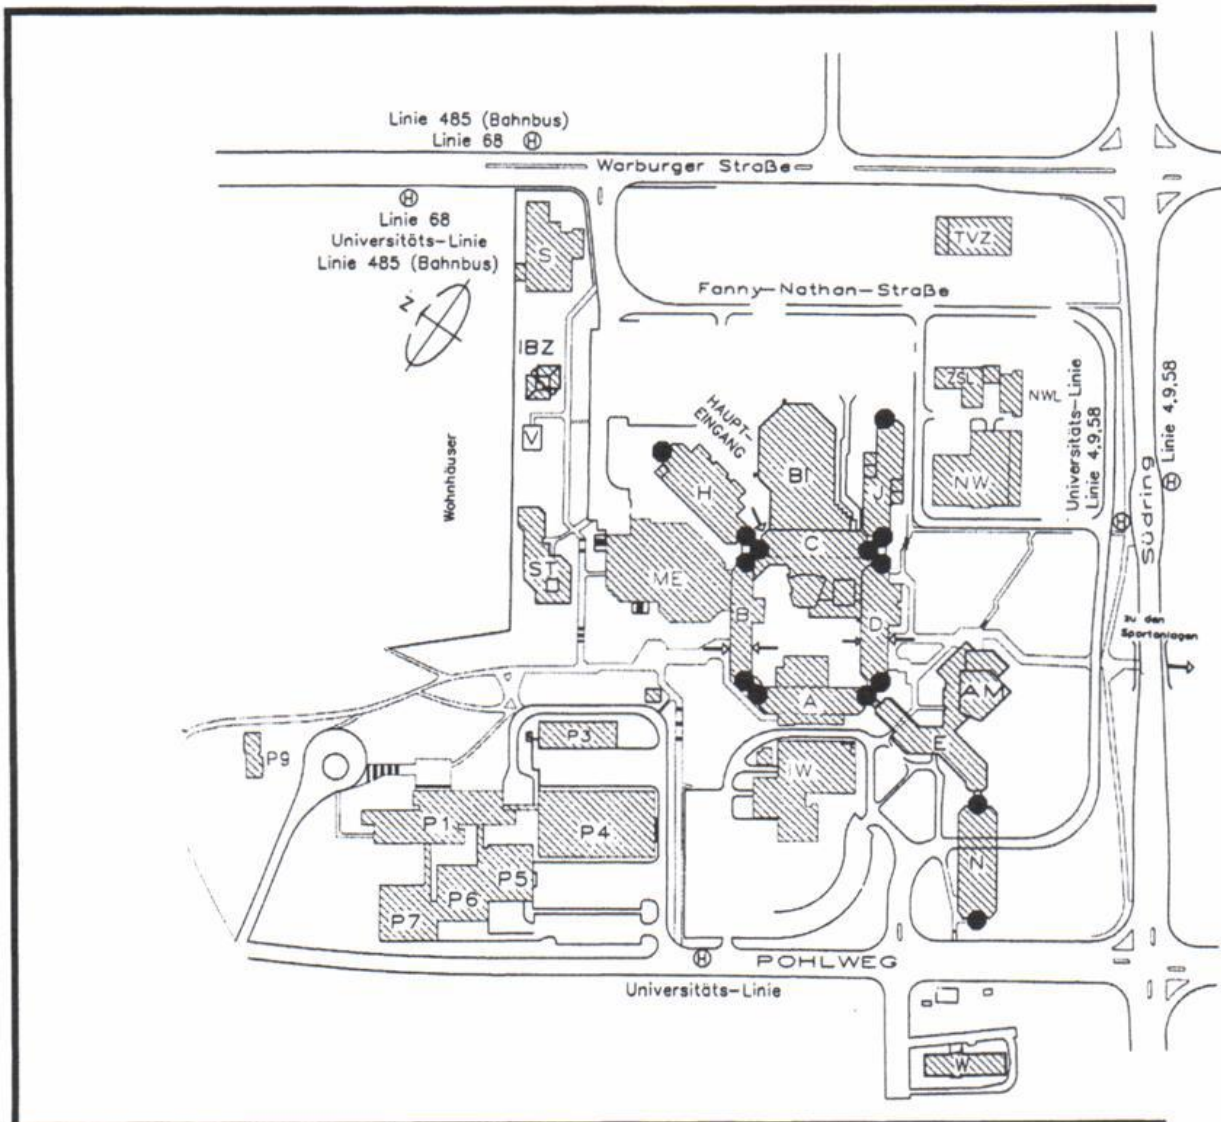 Linie 485 (Bahnbus)
Linie 68 H
Warburger Straße
H
Linie 68
Universitäts-Linie
Linie 485 (Bahnbus)
S
TVZ
Fanny-Nathan-Straße
N
IBZ
ZSL
NWL
HAUPT-
EINGANG
V
Wohnhäuser
H
BI
J
NW
Universitäts-Linie
Linie 4,9,58
H
Südring
H Linie 4,9,58
ST
ME
C
B
D
zu den
Sportanlagen
A
AM
E
P3
IW
P9
P1
P4
P5
P6
P7
N
H
POHLWEG
Universitäts-Linie
W